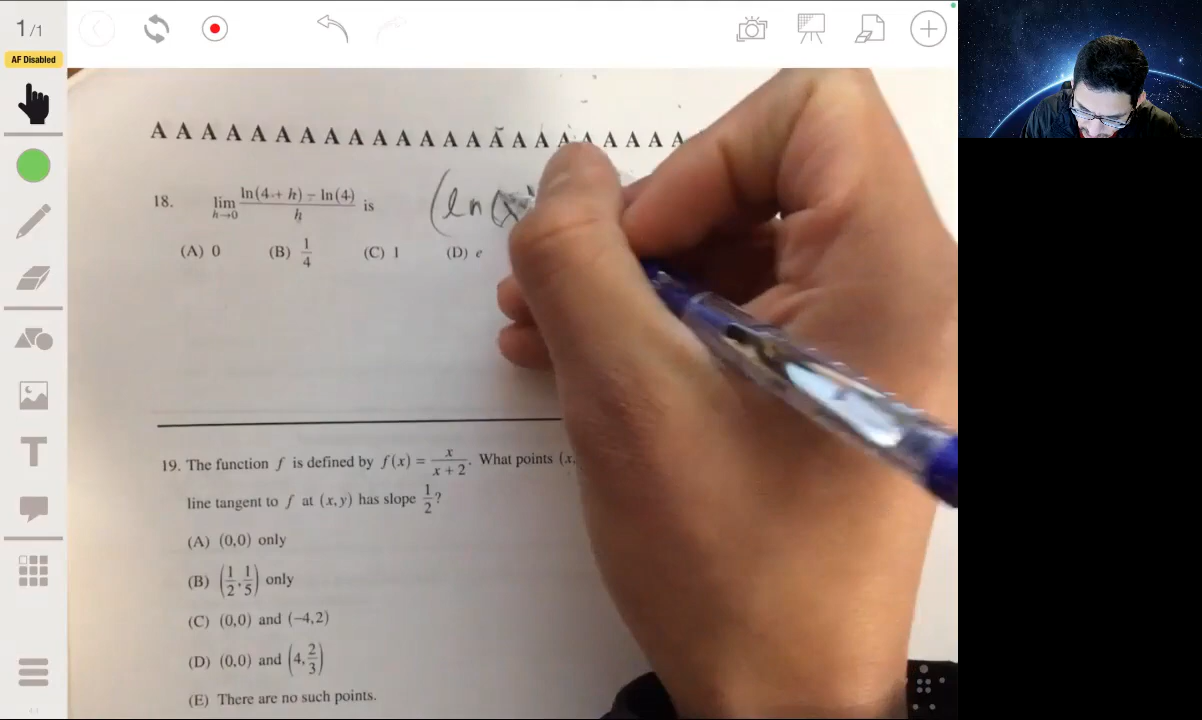 1/1
AF Disabled
A A A A A A A A A A A A A A A A A A A A A A A
18. lim h→0 ln(4 + h) − ln(4) / h is
(ln(x
(A) 0 (B) 1/4 (C) 1 (D) e
19. The function f is defined by f(x) = x/(x + 2). What points (x,
line tangent to f at (x, y) has slope 1/2?
(A) (0,0) only
(B) (1/2, 1/5) only
(C) (0,0) and (−4,2)
(D) (0,0) and (4, 2/3)
(E) There are no such points.
T